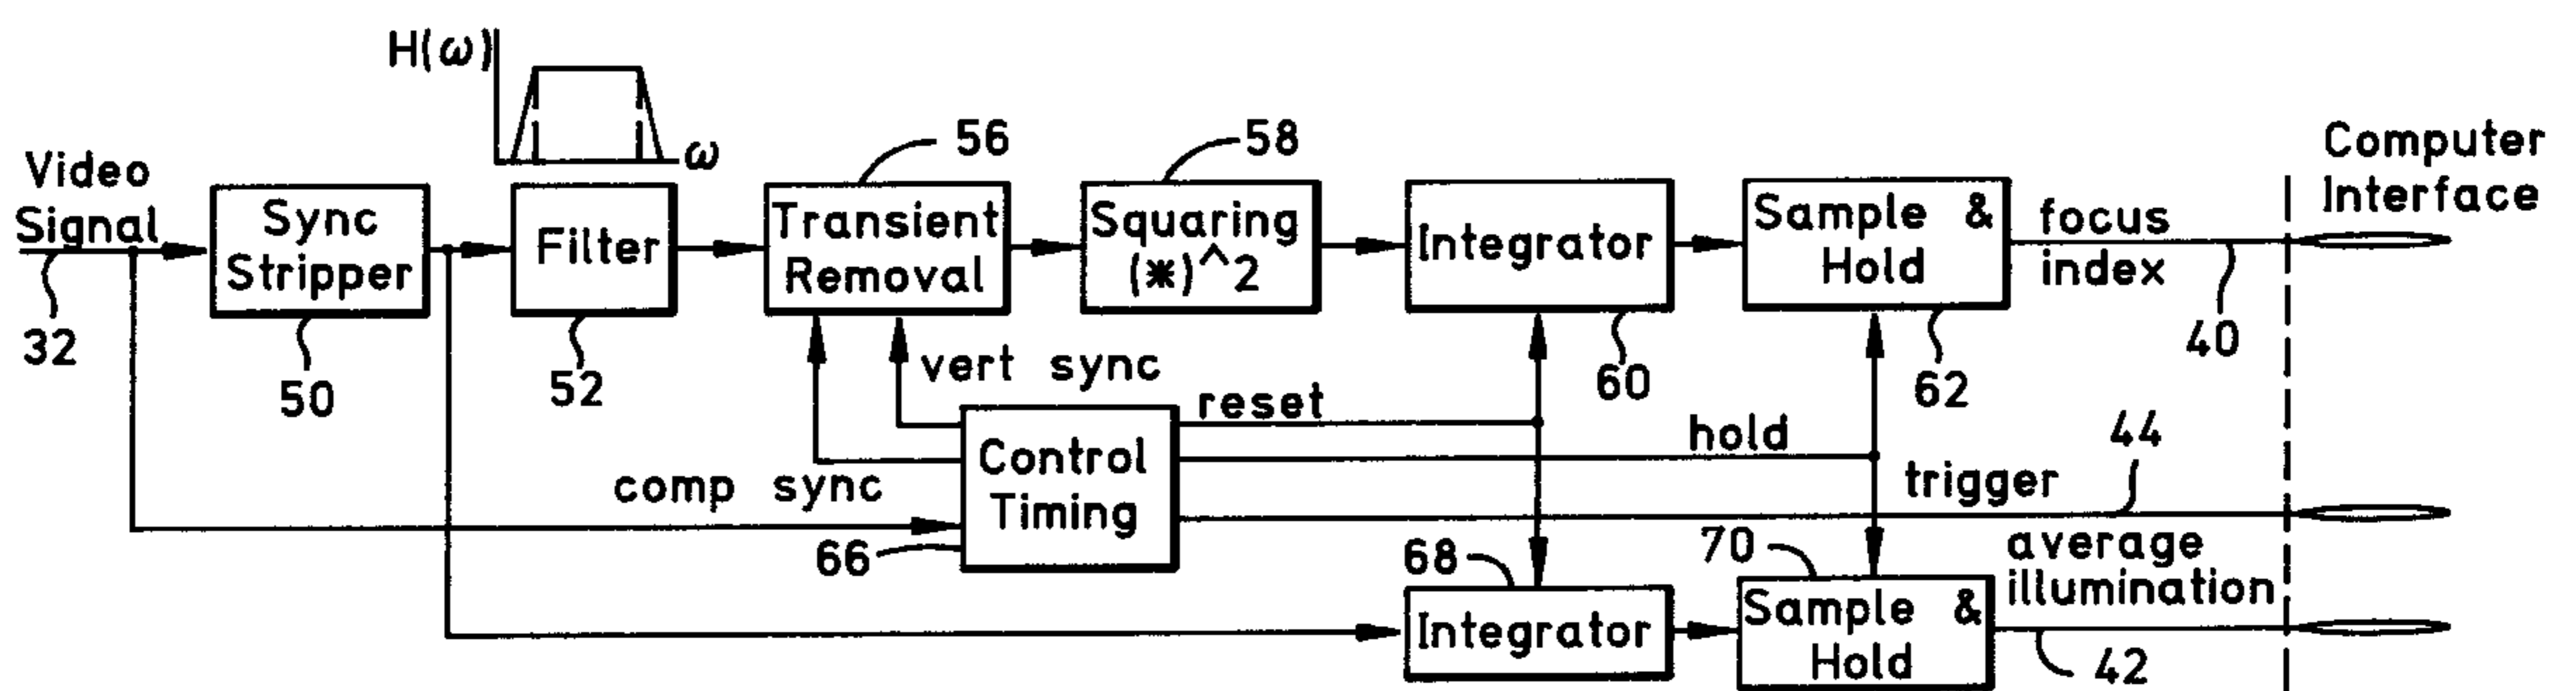 H(ω)
ω
Video
Signal
32
Sync
Stripper
50
Filter
52
56
Transient
Removal
58
Squaring
(*)^2
Integrator
60
Sample &
Hold
62
focus
index
40
Computer
Interface
vert sync
comp sync
Control
Timing
66
reset
hold
trigger
44
68
Integrator
70
Sample &
Hold
average
illumination
42